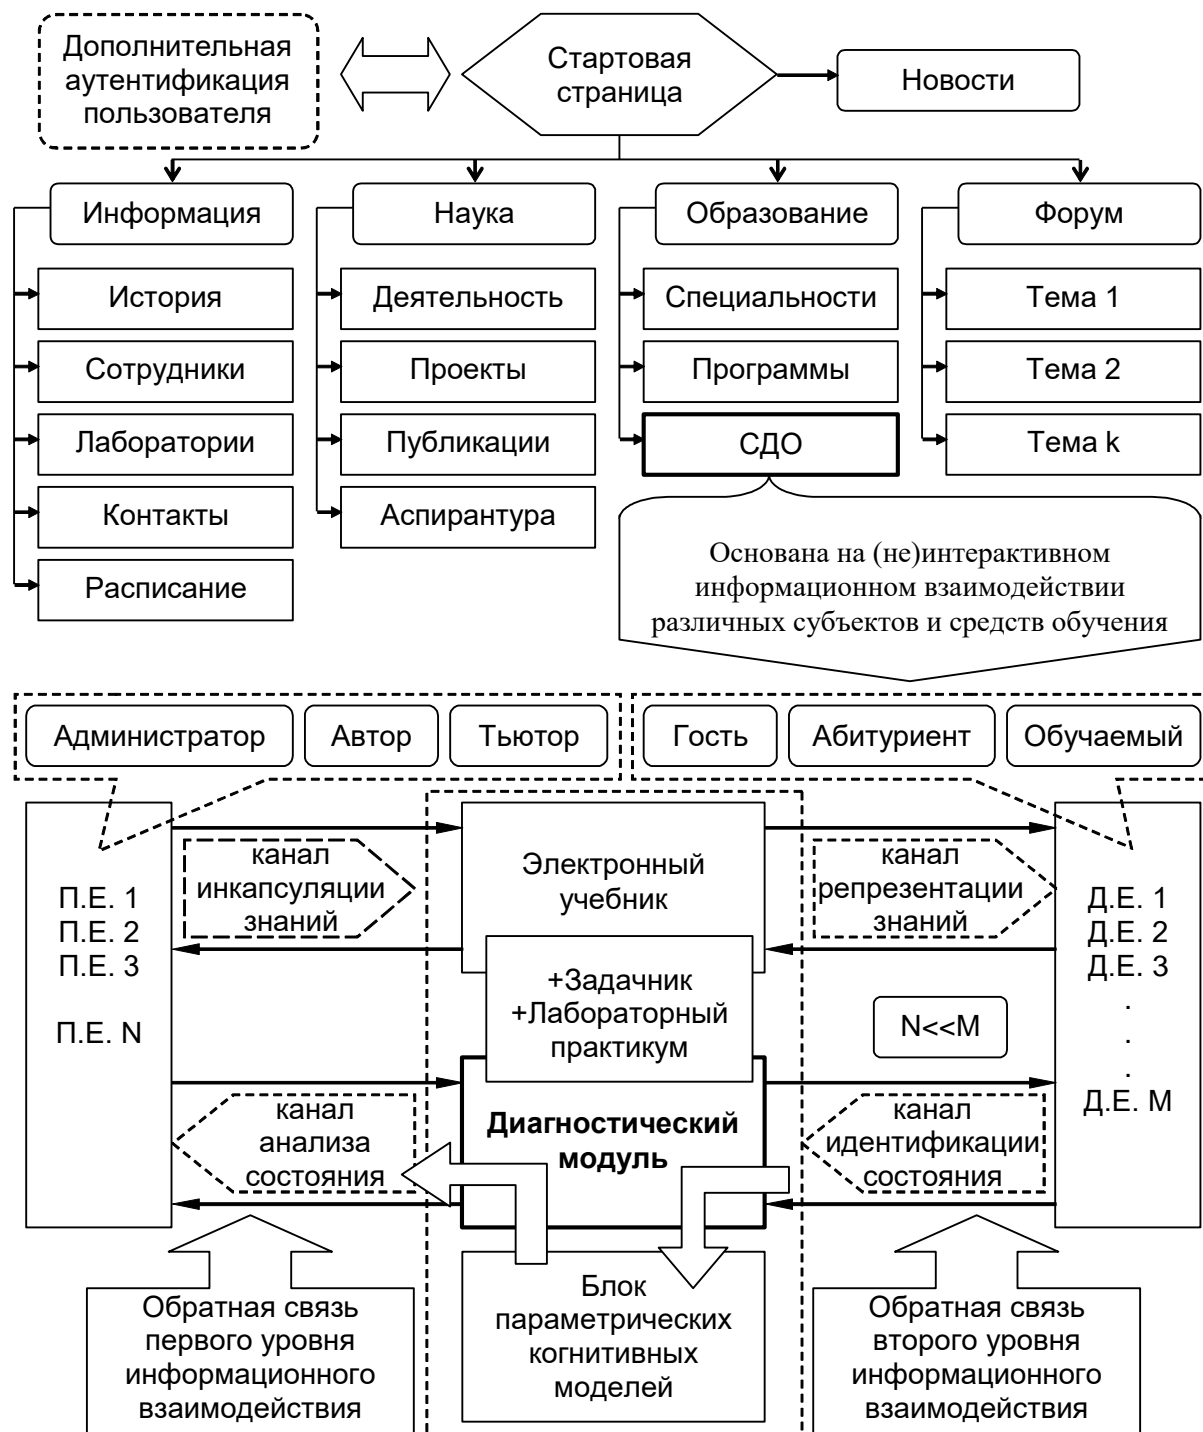 Дополнительная
аутентификация
пользователя
Стартовая
страница
Новости
Информация
Наука
Образование
Форум
История
Деятельность
Специальности
Тема 1
Сотрудники
Проекты
Программы
Тема 2
Лаборатории
Публикации
СДО
Тема k
Контакты
Аспирантура
Расписание
Основана на (не)интерактивном
информационном взаимодействии
различных субъектов и средств обучения
Администратор
Автор
Тьютор
Гость
Абитуриент
Обучаемый
П.Е. 1
П.Е. 2
П.Е. 3
П.Е. N
канал
инкапсуляции
знаний
Электронный
учебник
канал
репрезентации
знаний
Д.Е. 1
Д.Е. 2
Д.Е. 3
.
.
.
Д.Е. M
+Задачник
+Лабораторный
практикум
N<<M
канал
анализа
состояния
Диагностический
модуль
канал
идентификации
состояния
Обратная связь
первого уровня
информационного
взаимодействия
Блок
параметрических
когнитивных
моделей
Обратная связь
второго уровня
информационного
взаимодействия